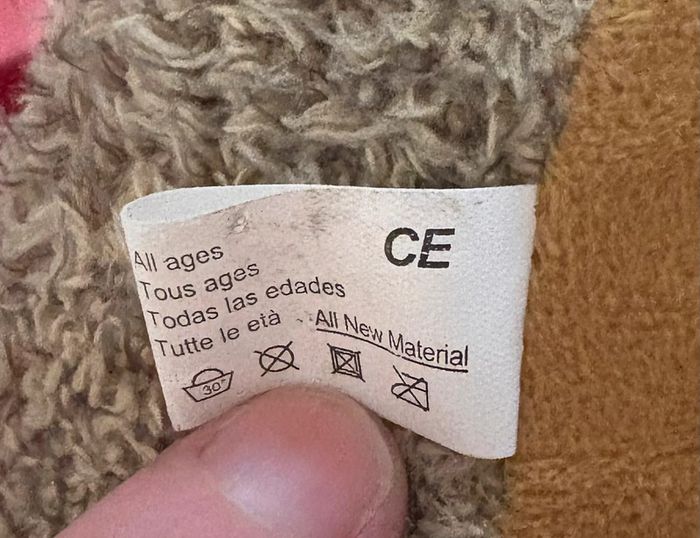 All ages
Tous ages
Todas las edades
Tutte le età
CE
All New Material
30°